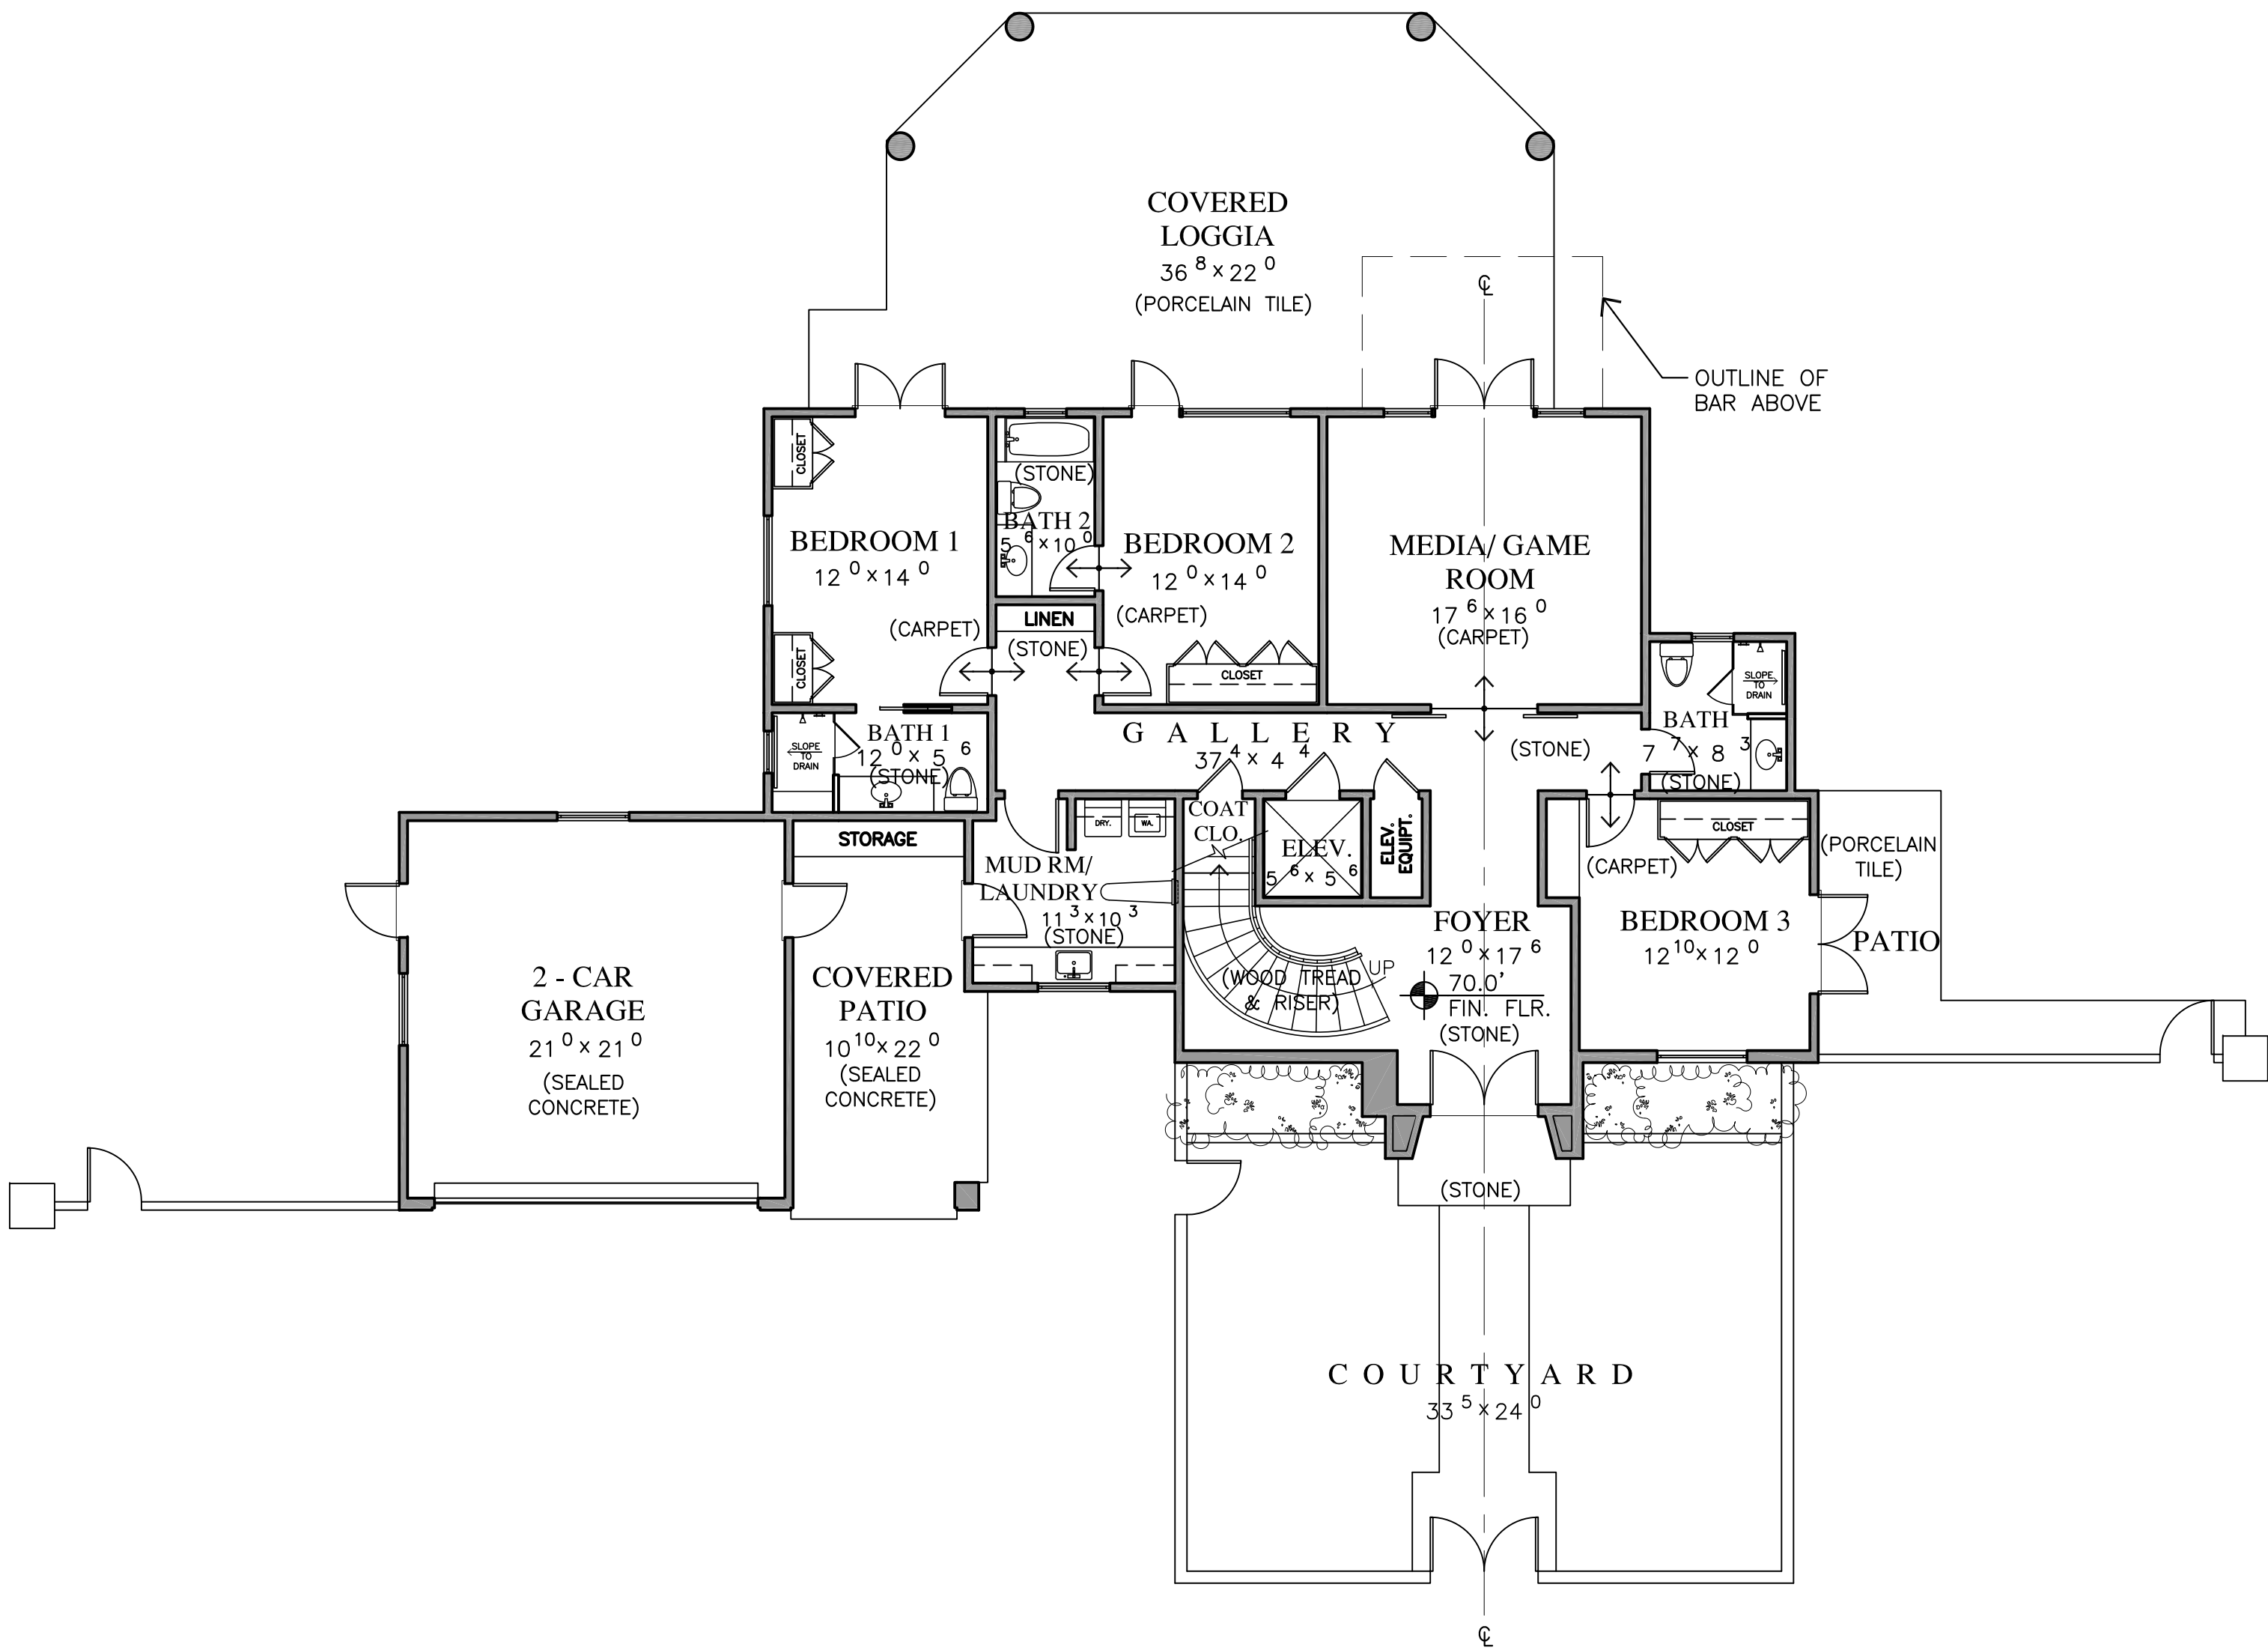 COVERED
LOGGIA
36 8 x 22 0
(PORCELAIN TILE)
℄
OUTLINE OF
BAR ABOVE
CLOSET
(STONE)
BATH 2
5 6 x 10 0
BEDROOM 1
12 0 x 14 0
(CARPET)
BEDROOM 2
12 0 x 14 0
(CARPET)
MEDIA/ GAME
ROOM
17 6 x 16 0
(CARPET)
LINEN
(STONE)
CLOSET
CLOSET
SLOPE
TO
DRAIN
BATH
7 7 x 8 3
(STONE)
BATH 1
12 0 x 5 6
(STONE)
SLOPE
TO
DRAIN
GALLERY
37 4 x 4 4
(STONE)
COAT
CLO.
DRY.
WA.
ELEV.
5 6 x 5 6
ELEV.
EQUIPT.
STORAGE
MUD RM/
LAUNDRY
11 3 x 10 3
(STONE)
CLOSET
(CARPET)
(PORCELAIN
TILE)
BEDROOM 3
12 10 x 12 0
PATIO
FOYER
12 0 x 17 6
UP
(WOOD TREAD
& RISER)
70.0'
FIN. FLR.
(STONE)
2 - CAR
GARAGE
21 0 x 21 0
(SEALED
CONCRETE)
COVERED
PATIO
10 10 x 22 0
(SEALED
CONCRETE)
(STONE)
COURTYARD
33 5 x 24 0
℄